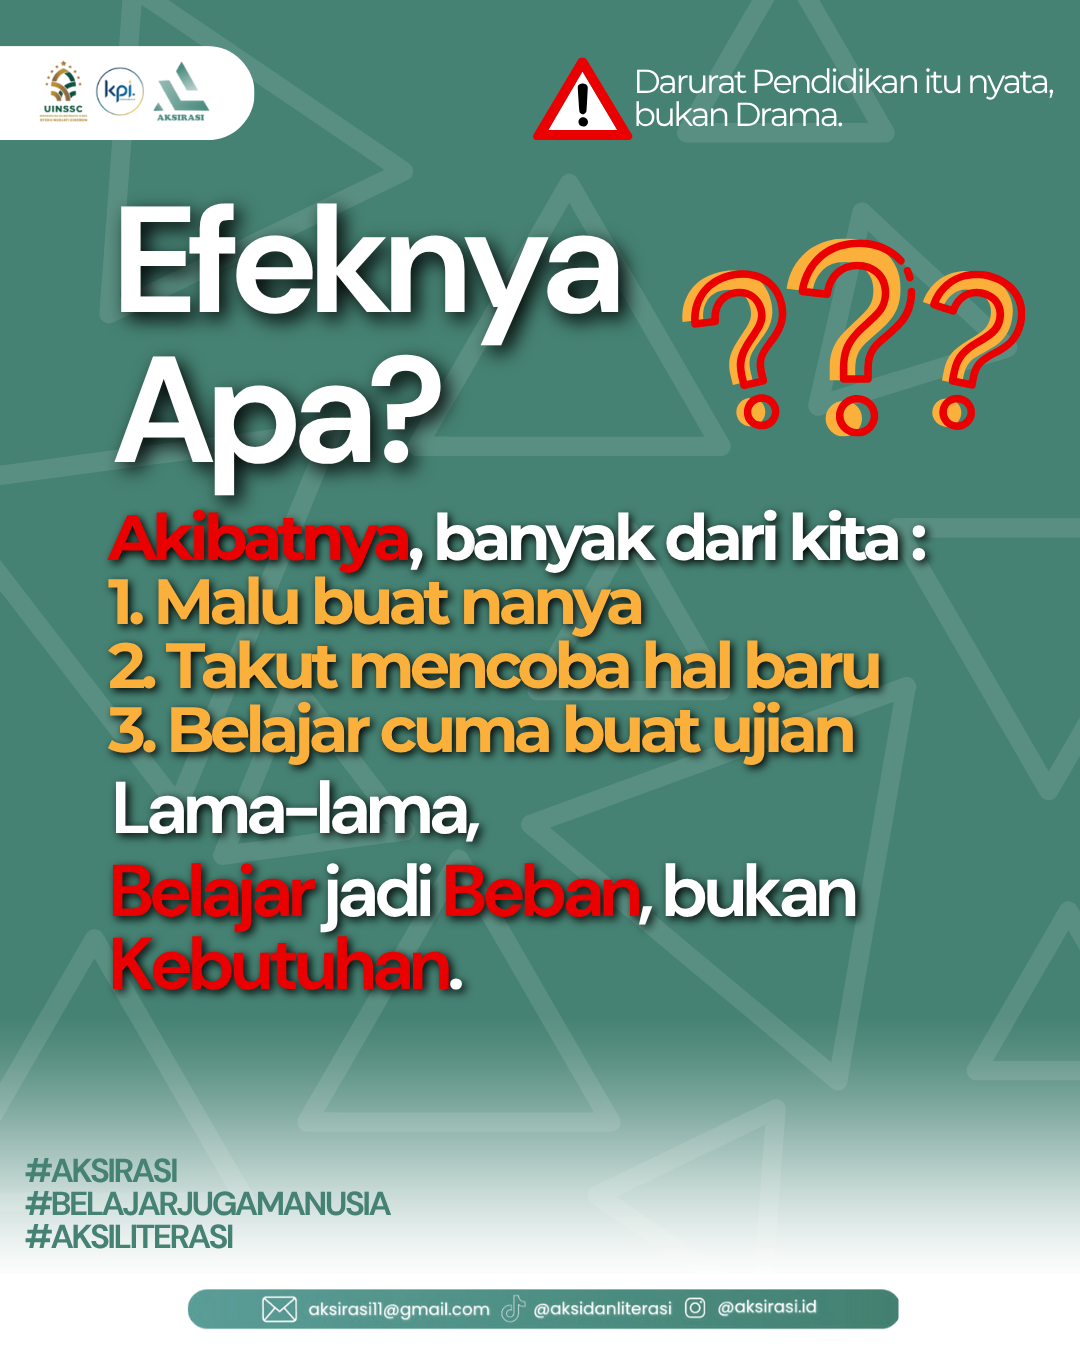 UINSSC
kpi.
AKSIRASI
Darurat Pendidikan itu nyata,
bukan Drama.
Efeknya
Apa?
Akibatnya, banyak dari kita :
1. Malu buat nanya
2. Takut mencoba hal baru
3. Belajar cuma buat ujian
Lama-lama,
Belajar jadi Beban, bukan
Kebutuhan.
#AKSIRASI
#BELAJARJUGAMANUSIA
#AKSILITERASI
aksirasi11@gmail.com @aksidanliterasi @aksirasi.id